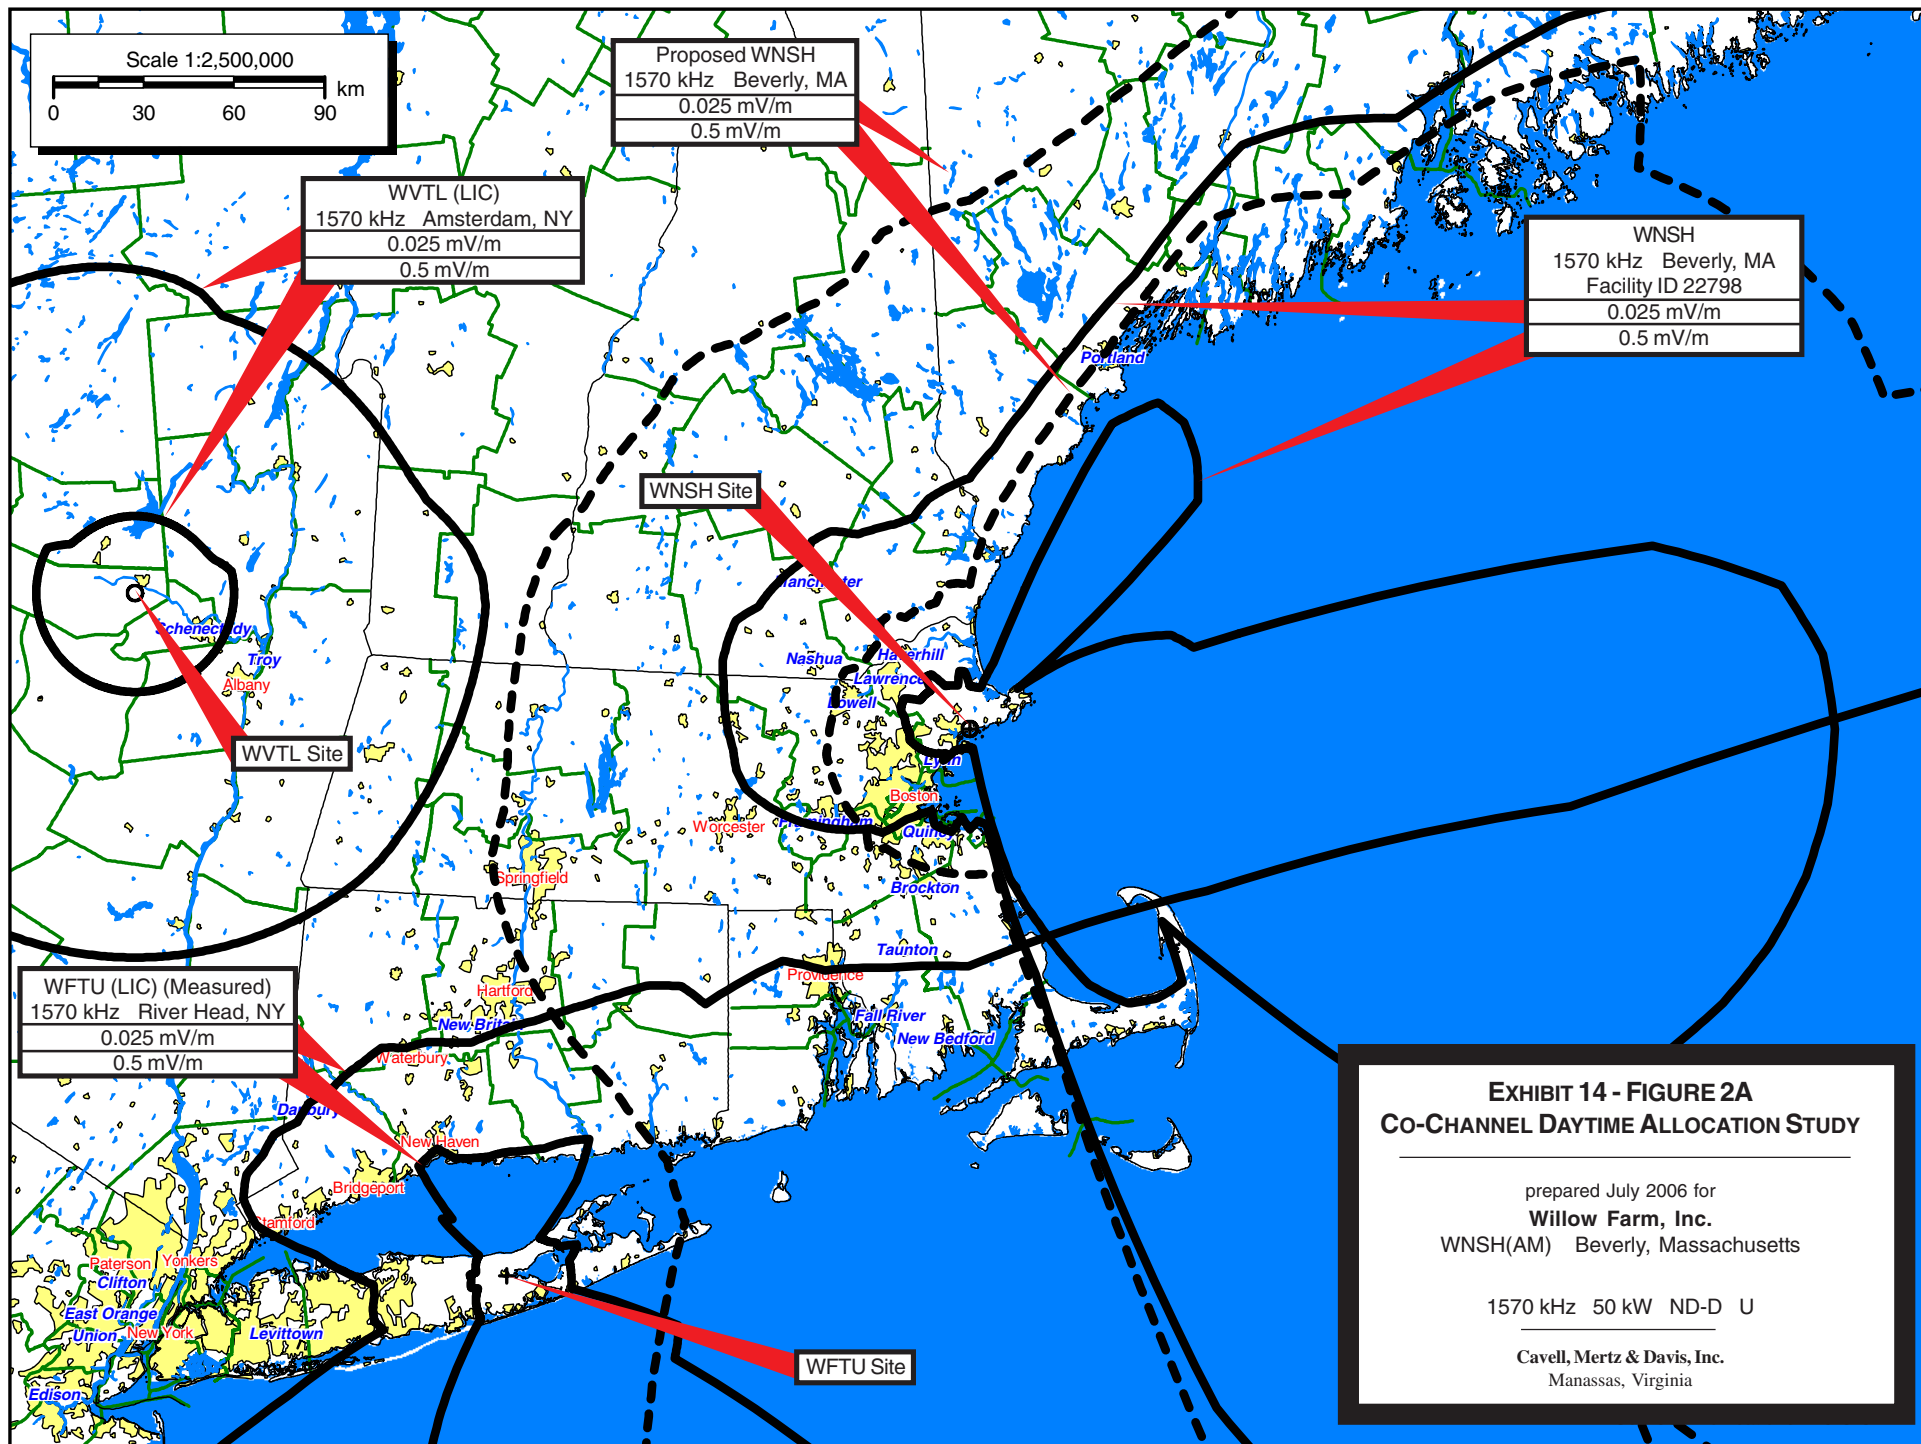 Scale 1:2,500,000
0 30 60 90 km
Proposed WNSH
1570 kHz Beverly, MA
0.025 mV/m
0.5 mV/m
WVTL (LIC)
1570 kHz Amsterdam, NY
0.025 mV/m
0.5 mV/m
WNSH
1570 kHz Beverly, MA
Facility ID 22798
0.025 mV/m
0.5 mV/m
Portland
WNSH Site
Schenectady
Troy
Albany
WVTL Site
Nashua
Haverhill
Lawrence
Lowell
Lynn
Boston
Worcester
Framingham
Quincy
Springfield
Brockton
Taunton
Providence
WFTU (LIC) (Measured)
1570 kHz River Head, NY
0.025 mV/m
0.5 mV/m
Hartford
New Britain
Fall River
New Bedford
Waterbury
Danbury
New Haven
Bridgeport
Stamford
Paterson
Yonkers
Clifton
East Orange
Union
New York
Levittown
Edison
WFTU Site
EXHIBIT 14 - FIGURE 2A
CO-CHANNEL DAYTIME ALLOCATION STUDY
prepared July 2006 for
Willow Farm, Inc.
WNSH(AM) Beverly, Massachusetts
1570 kHz 50 kW ND-D U
Cavell, Mertz & Davis, Inc.
Manassas, Virginia